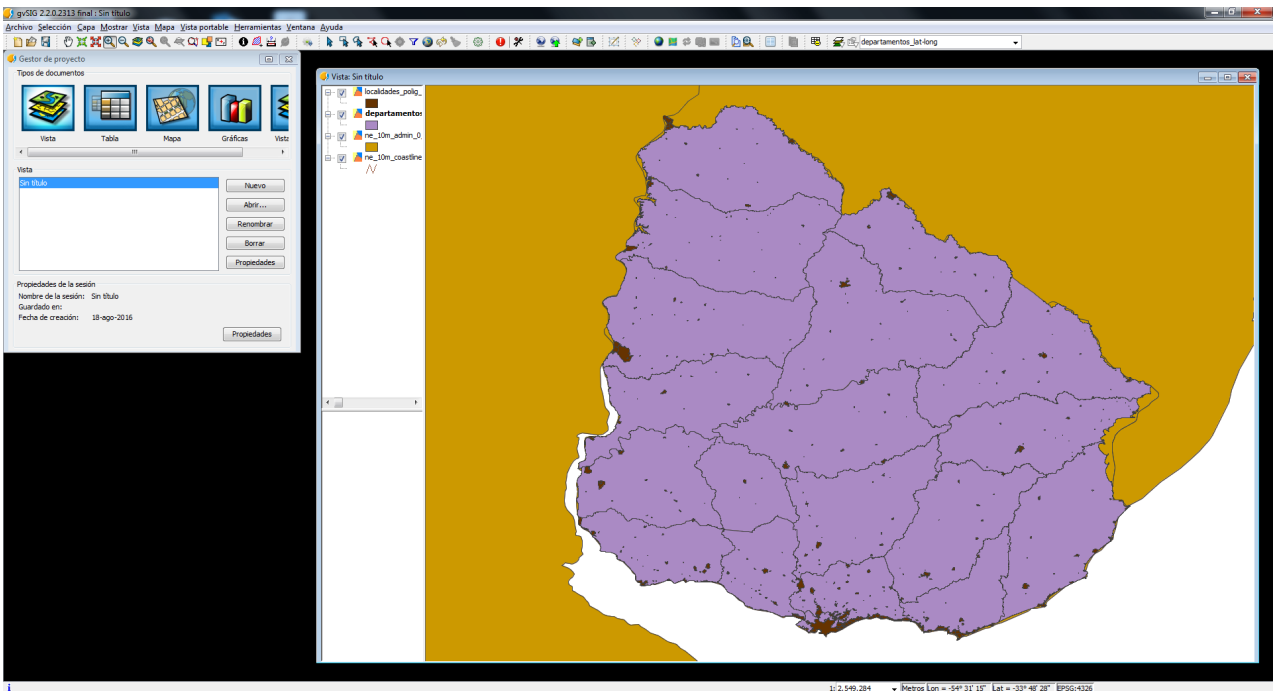 gvSIG 2.2.0.2313 final : Sin título
Archivo Selección Capa Mostrar Vista Mapa Vista portable Herramientas Ventana Ayuda
departamentos_lat-long
Gestor de proyecto
Tipos de documentos
Vista
Tabla
Mapa
Gráficas
Vista
Vista
Sin título
Nuevo
Abrir...
Renombrar
Borrar
Propiedades
Propiedades de la sesión
Nombre de la sesión: Sin título
Guardado en:
Fecha de creación: 18-ago-2016
Propiedades
Vista: Sin título
localidades_polig_
departamentos
ne_10m_admin_0_
ne_10m_coastline
1: 2.549.284 Metros Lon = -54° 31' 15" Lat = -33° 48' 28" EPSG:4326